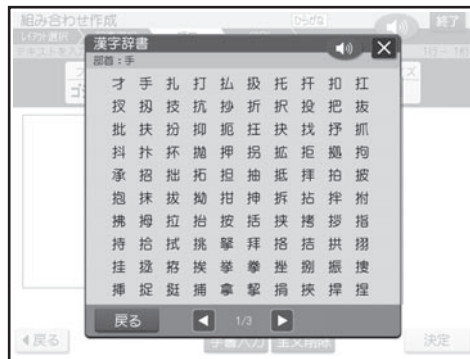 組み合わせ作成
ひらがな
終了
漢字辞書
部首：手
才 手 扎 打 払 扱 托 扞 扣 扛
扠 扨 技 抗 抄 折 択 投 把 抜
批 扶 扮 抑 扼 抂 抉 找 抒 抓
抖 抃 抔 抛 押 拐 拡 拒 拠 拘
承 招 拙 拓 担 抽 抵 拝 拍 披
抱 抹 拔 拗 拑 抻 拆 拈 拌 拊
拂 拇 拉 抬 按 括 挟 拷 拶 指
持 拾 拭 挑 拏 拜 挌 拮 拱 挧
挂 拯 拵 挨 挙 拳 挫 捌 振 捜
挿 捉 挺 捕 拿 挈 捐 挾 捍 捏
戻る
1/3
戻る
決定